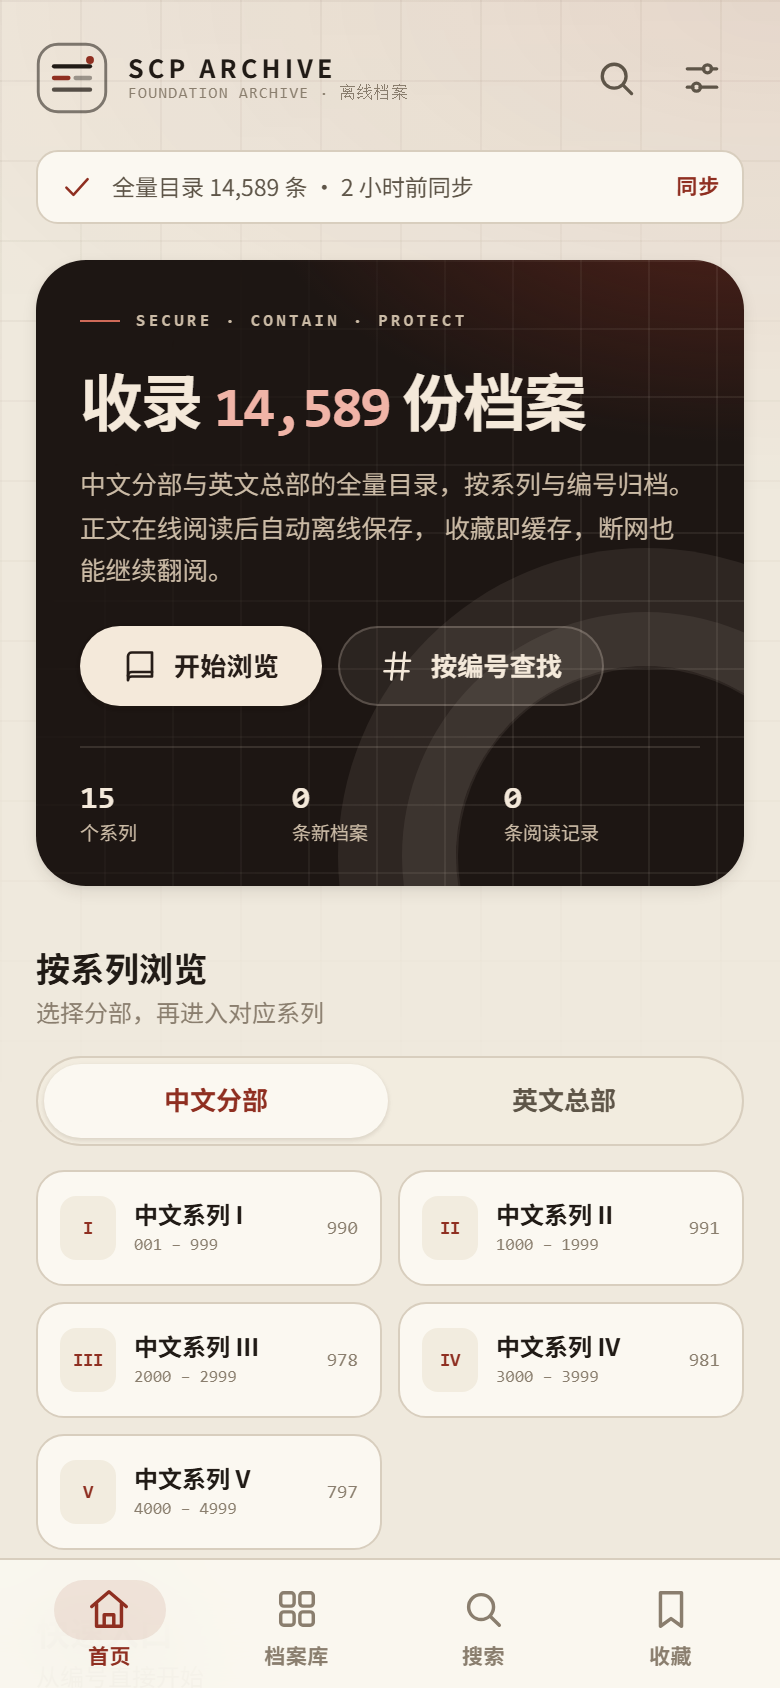 SCP ARCHIVE
FOUNDATION ARCHIVE · 离线档案
全量目录 14,589 条 · 2 小时前同步
同步
SECURE · CONTAIN · PROTECT
收录 14,589 份档案
中文分部与英文总部的全量目录，按系列与编号归档。
正文在线阅读后自动离线保存， 收藏即缓存，断网也
能继续翻阅。
开始浏览
按编号查找
15
个系列
0
条新档案
0
条阅读记录
按系列浏览
选择分部，再进入对应系列
中文分部
英文总部
I
中文系列 I
001 – 999
990
II
中文系列 II
1000 – 1999
991
III
中文系列 III
2000 – 2999
978
IV
中文系列 IV
3000 – 3999
981
V
中文系列 V
4000 – 4999
797
从编号直接开始
首页
档案库
搜索
收藏